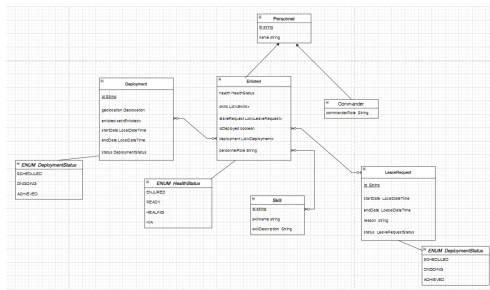 Personnel
id String
name string
Deployment
id String
geolocation Geolocation
enlisted set<Enlisted>
startDate LocalDateTime
endDate LocalDateTime
status DeploymentStatus
Enlisted
health HealthStatus
skills List<Skills>
leaveRequest List<LeaveRequest>
isDeployed boolean
deployment List<Deployment>
personnelRole String
Commander
commanderRole String
ENUM DeploymentStatus
SCHEDULED
ONGOING
ACHIEVED
ENUM HealthStatus
ENJURED
READY
HEALING
Skill
id string
skillName string
skillDescription String
LeaveRequest
id String
startDate LocalDateTime
endDate LocalDateTime
reason String
status LeaveRequestStatus
ENUM DeploymentStatus
SCHEDULED
ONGOING
ACHIEVED